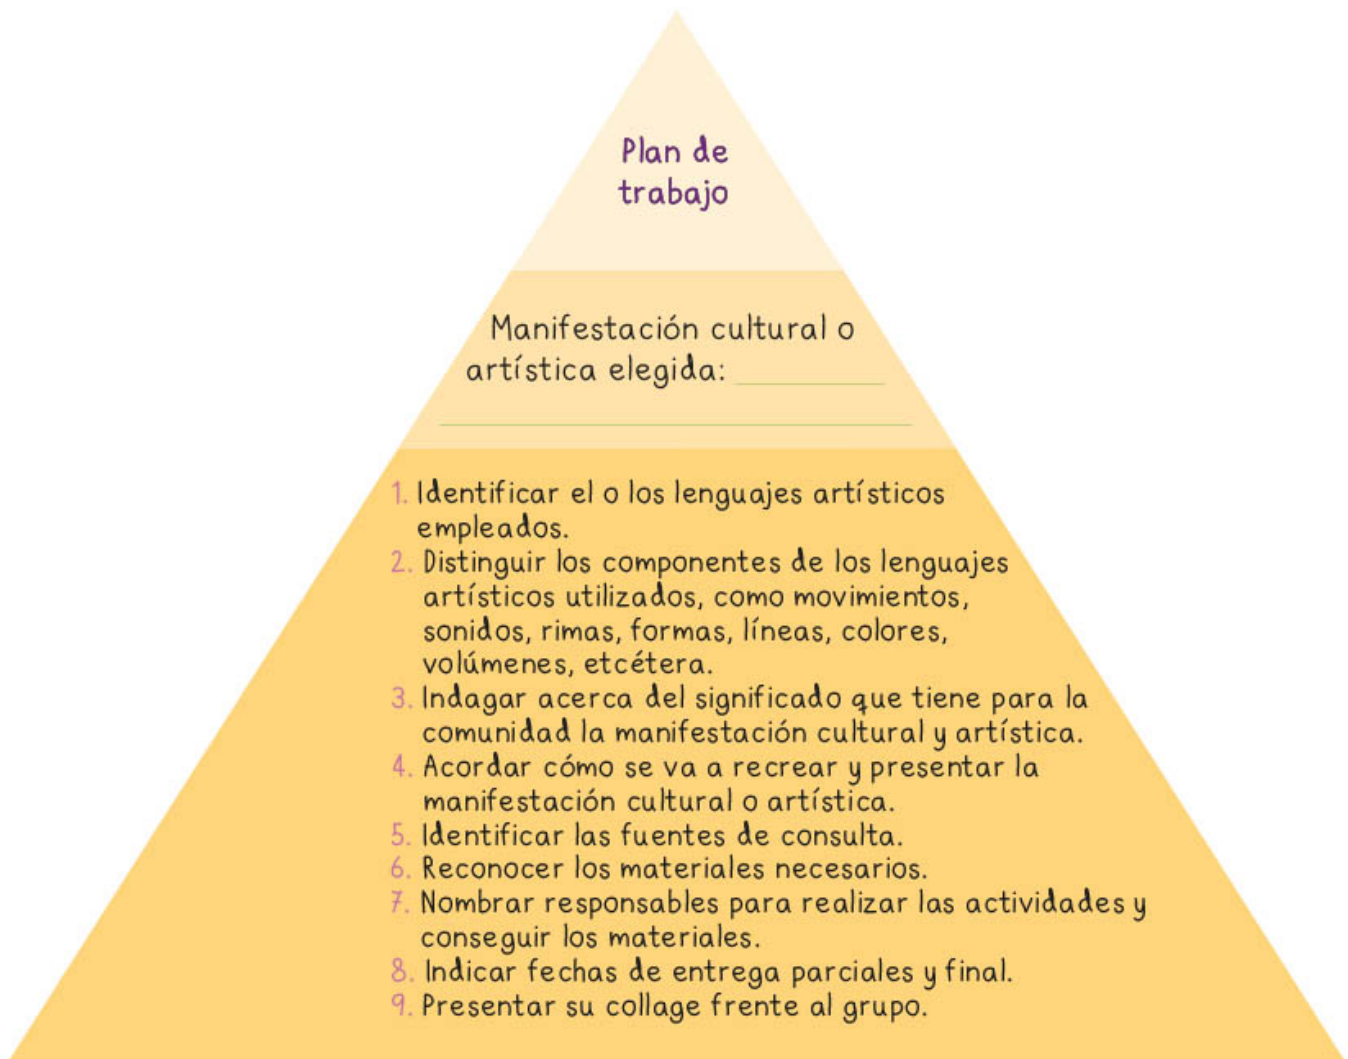 Plan de
trabajo
Manifestación cultural o
artística elegida:
1. Identificar el o los lenguajes artísticos
empleados.
2. Distinguir los componentes de los lenguajes
artísticos utilizados, como movimientos,
sonidos, rimas, formas, líneas, colores,
volúmenes, etcétera.
3. Indagar acerca del significado que tiene para la
comunidad la manifestación cultural y artística.
4. Acordar cómo se va a recrear y presentar la
manifestación cultural o artística.
5. Identificar las fuentes de consulta.
6. Reconocer los materiales necesarios.
7. Nombrar responsables para realizar las actividades y
conseguir los materiales.
8. Indicar fechas de entrega parciales y final.
9. Presentar su collage frente al grupo.